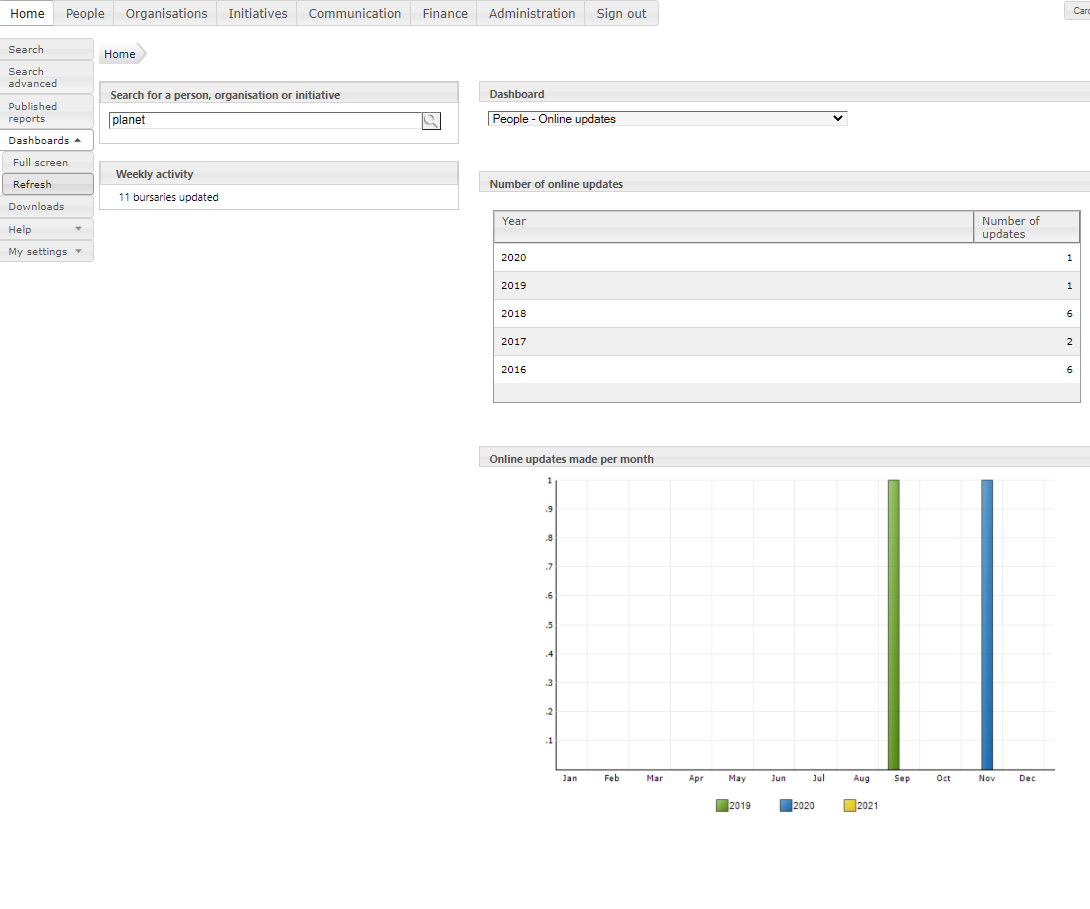 Home People Organisations Initiatives Communication Finance Administration Sign out
Search
Search
advanced
Published
reports
Dashboards
Full screen
Refresh
Downloads
Help
My settings
Home
Search for a person, organisation or initiative
planet
Weekly activity
11 bursaries updated
Dashboard
People - Online updates
Number of online updates
Year Number of
updates
2020 1
2019 1
2018 6
2017 2
2016 6
Online updates made per month
1
.9
.8
.7
.6
.5
.4
.3
.2
.1
Jan Feb Mar Apr May Jun Jul Aug Sep Oct Nov Dec
2019 2020 2021